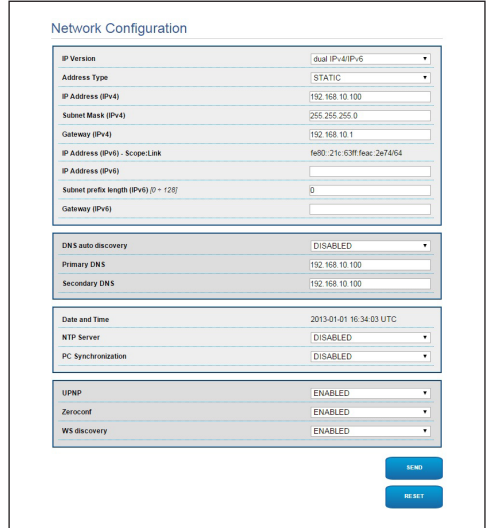 Network Configuration
IP Version dual IPv4/IPv6
Address Type STATIC
IP Address (IPv4) 192.168.10.100
Subnet Mask (IPv4) 255.255.255.0
Gateway (IPv4) 192.168.10.1
IP Address (IPv6) - Scope:Link fe80::21c:63ff:feac:2e74/64
IP Address (IPv6)
Subnet prefix length (IPv6) [0 ÷ 128] 0
Gateway (IPv6)
DNS auto discovery DISABLED
Primary DNS 192.168.10.100
Secondary DNS 192.168.10.100
Date and Time 2013-01-01 16:34:03 UTC
NTP Server DISABLED
PC Synchronization DISABLED
UPNP ENABLED
Zeroconf ENABLED
WS discovery ENABLED
SEND
RESET